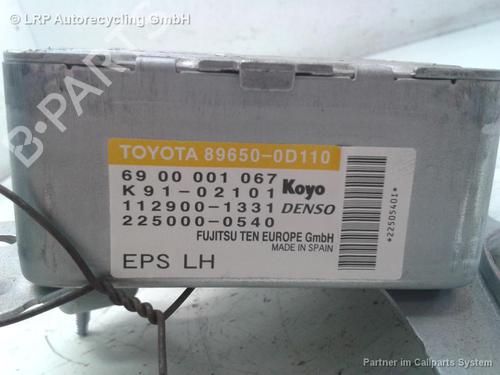 © LRP Autorecycling GmbH
B-PARTS
TOYOTA 89650-0D110
69 00 001 067
K91-02101 Koyo
112900-1331 DENSO
225000-0540
FUJITSU TEN EUROPE GmbH
MADE IN SPAIN
EPS LH
*22505401*
Partner im Callparts System